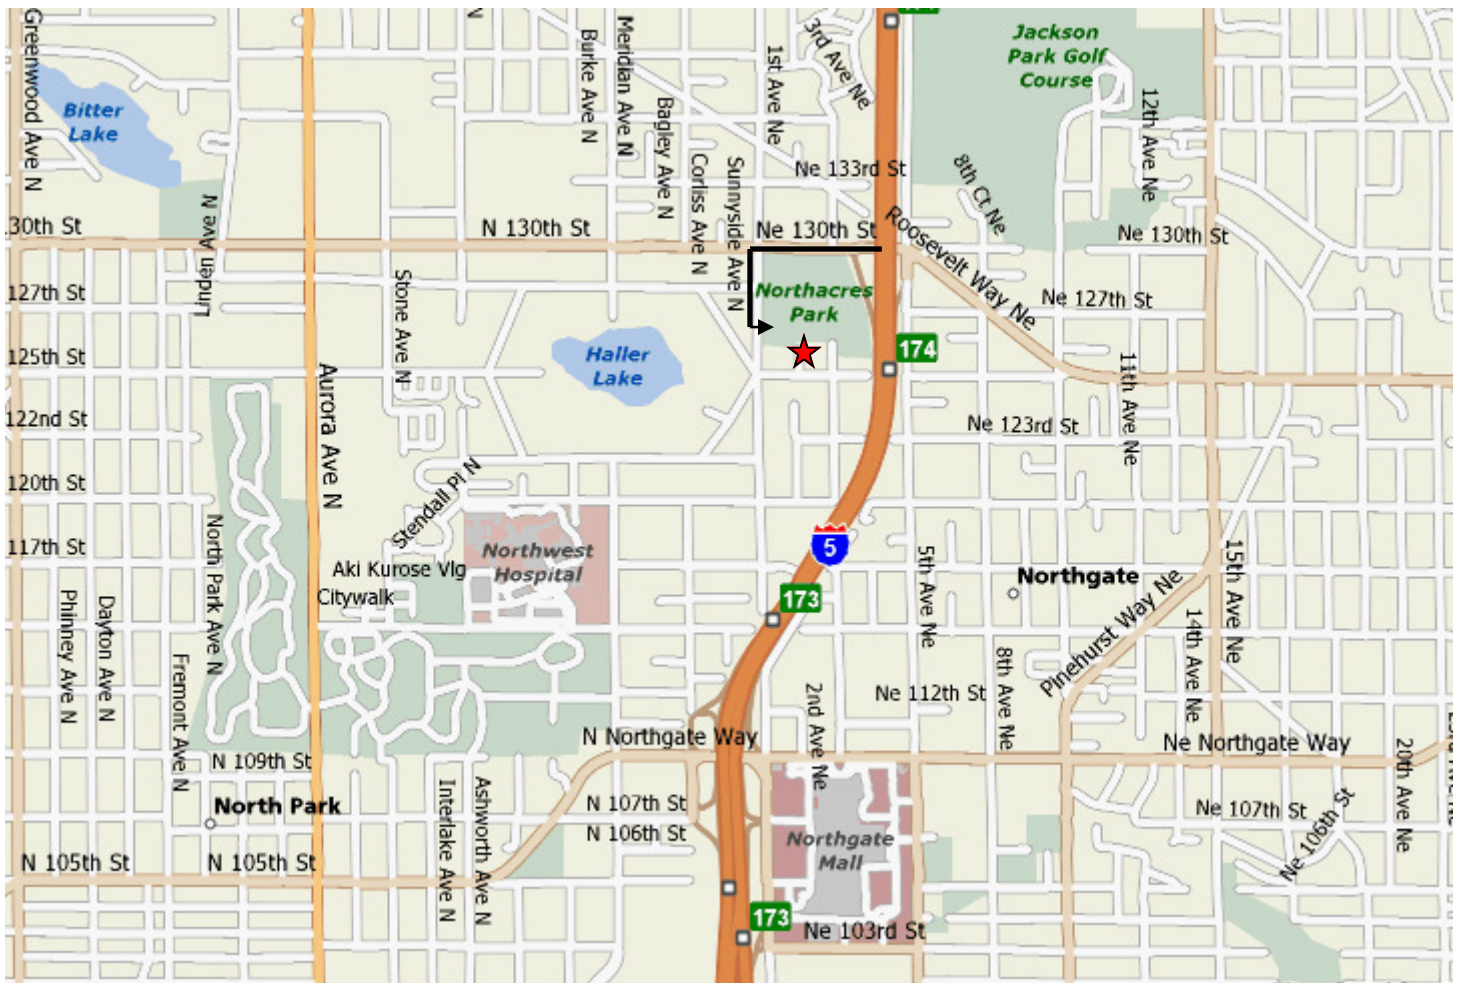 Greenwood Ave N
Bitter
Lake
Linden Ave N
Burke Ave N
Meridian Ave N
Bagley Ave N
Corliss Ave N
Sunnyside Ave N
1st Ave Ne
3rd Ave Ne
Jackson
Park Golf
Course
12th Ave Ne
Ne 133rd St
8th Ct Ne
30th St
N 130th St
Ne 130th St
Roosevelt Way Ne
Ne 130th St
127th St
Stone Ave N
Northacres
Park
Ne 127th St
125th St
Haller
Lake
174
11th Ave Ne
Aurora Ave N
122nd St
Ne 123rd St
120th St
Stendall Pl N
117th St
North Park Ave N
Northwest
Hospital
5
5th Ave Ne
Northgate
15th Ave Ne
Aki Kurose Vlg
Citywalk
173
Phinney Ave N
Dayton Ave N
Fremont Ave N
Pinehurst Way Ne
14th Ave Ne
8th Ave Ne
2nd Ave Ne
Ne 112th St
N Northgate Way
Ne Northgate Way
20th Ave Ne
N 109th St
North Park
Interlake Ave N
Ashworth Ave N
N 107th St
N 106th St
Ne 107th St
Ne 106th St
Northgate
Mall
N 105th St
N 105th St
173
Ne 103rd St